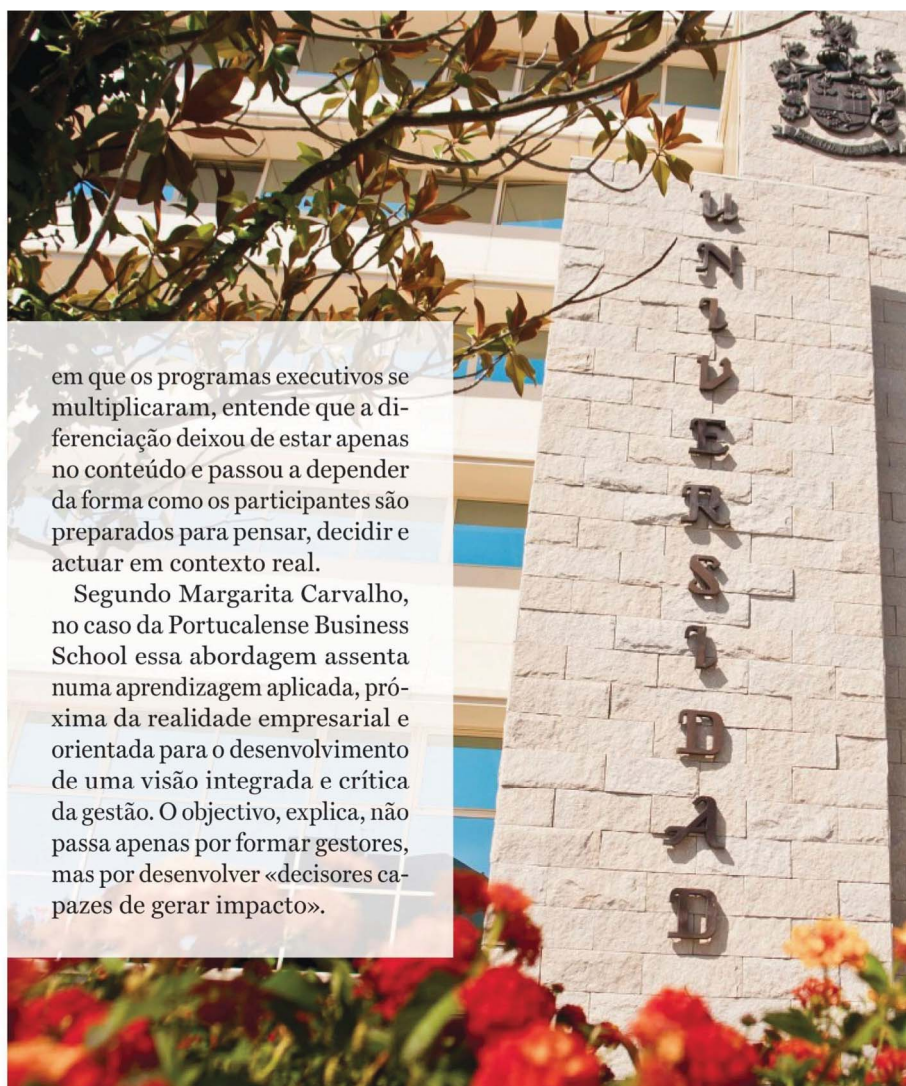 em que os programas executivos se
multiplicaram, entende que a di-
ferenciação deixou de estar apenas
no conteúdo e passou a depender
da forma como os participantes são
preparados para pensar, decidir e
actuar em contexto real.
Segundo Margarita Carvalho,
no caso da Portucalense Business
School essa abordagem assenta
numa aprendizagem aplicada, pró-
xima da realidade empresarial e
orientada para o desenvolvimento
de uma visão integrada e crítica
da gestão. O objectivo, explica, não
passa apenas por formar gestores,
mas por desenvolver «decisores ca-
pazes de gerar impacto».
UNIVERSIDAD